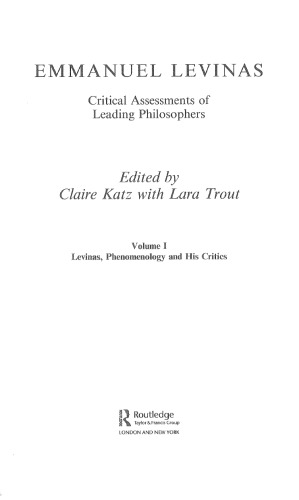 EMMANUEL LEVINAS
Critical Assessments of
Leading Philosophers
Edited by
Claire Katz with Lara Trout
Volume I
Levinas, Phenomenology and His Critics
R
Routledge
Taylor & Francis Group
LONDON AND NEW YORK